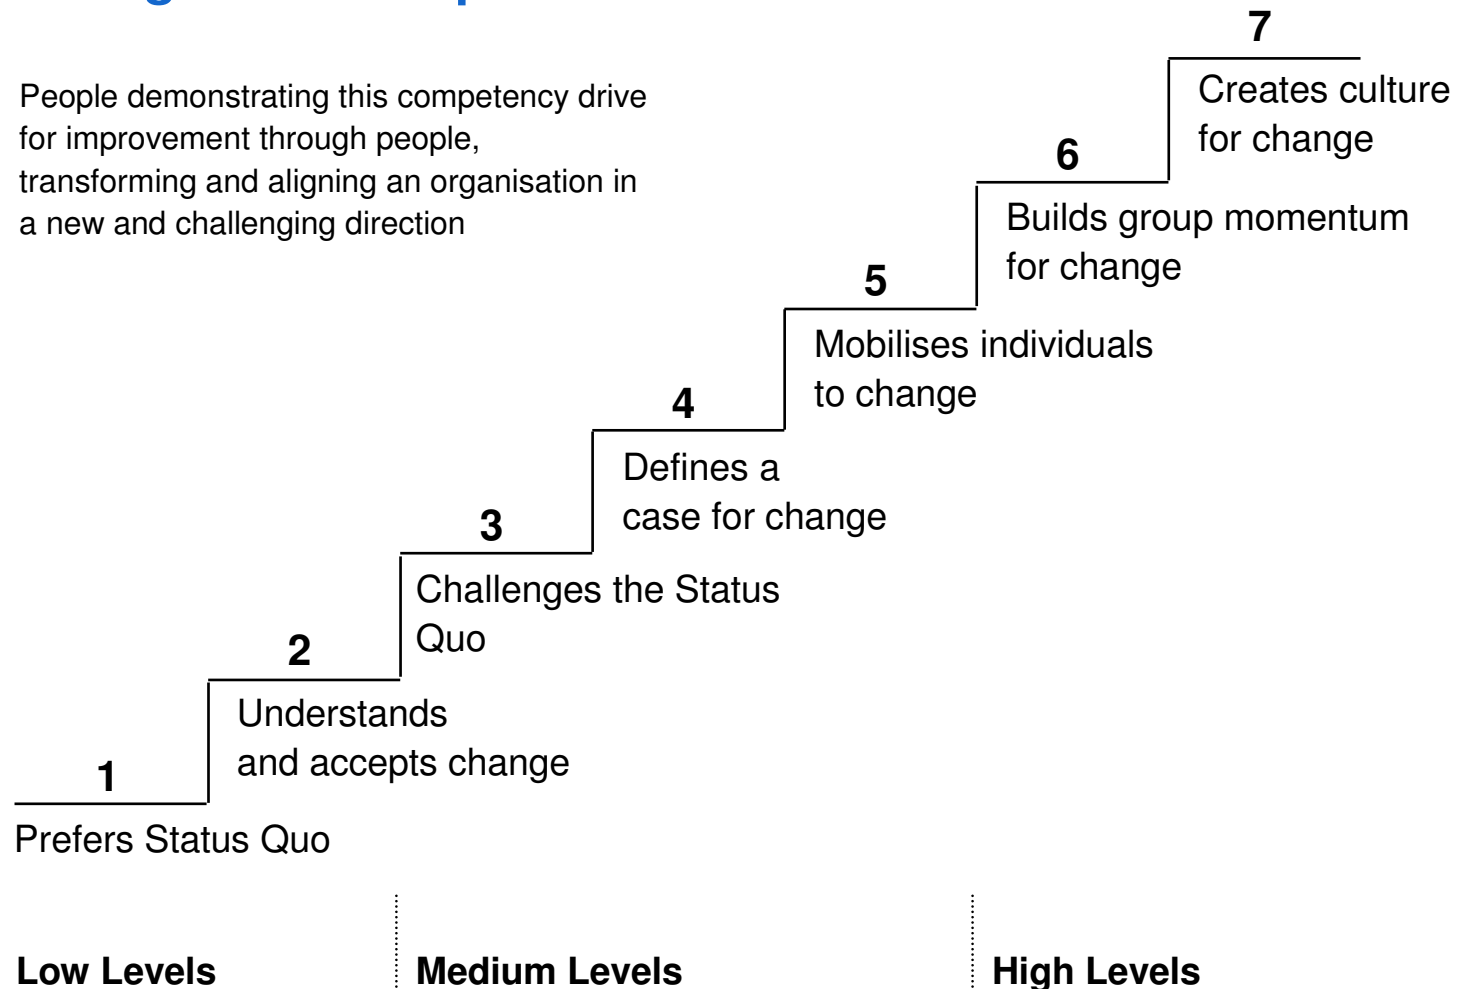 7
People demonstrating this competency drive
for improvement through people,
transforming and aligning an organisation in
a new and challenging direction
Creates culture
for change
6
Builds group momentum
for change
5
Mobilises individuals
to change
4
Defines a
case for change
3
Challenges the Status
Quo
2
Understands
and accepts change
1
Prefers Status Quo
Low Levels
Medium Levels
High Levels